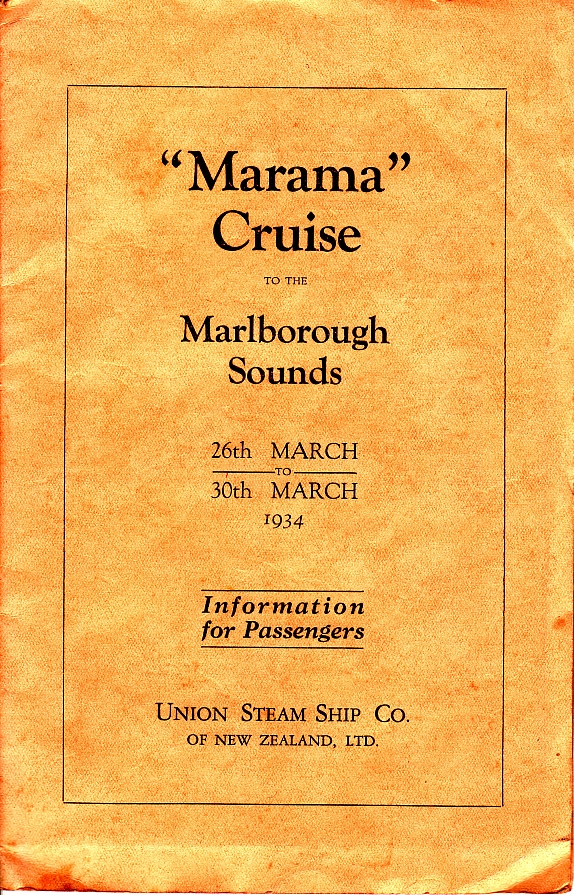 “Marama”
Cruise
TO THE
Marlborough
Sounds
26th MARCH
TO
30th MARCH
1934
Information
for Passengers
UNION STEAM SHIP CO.
OF NEW ZEALAND, LTD.